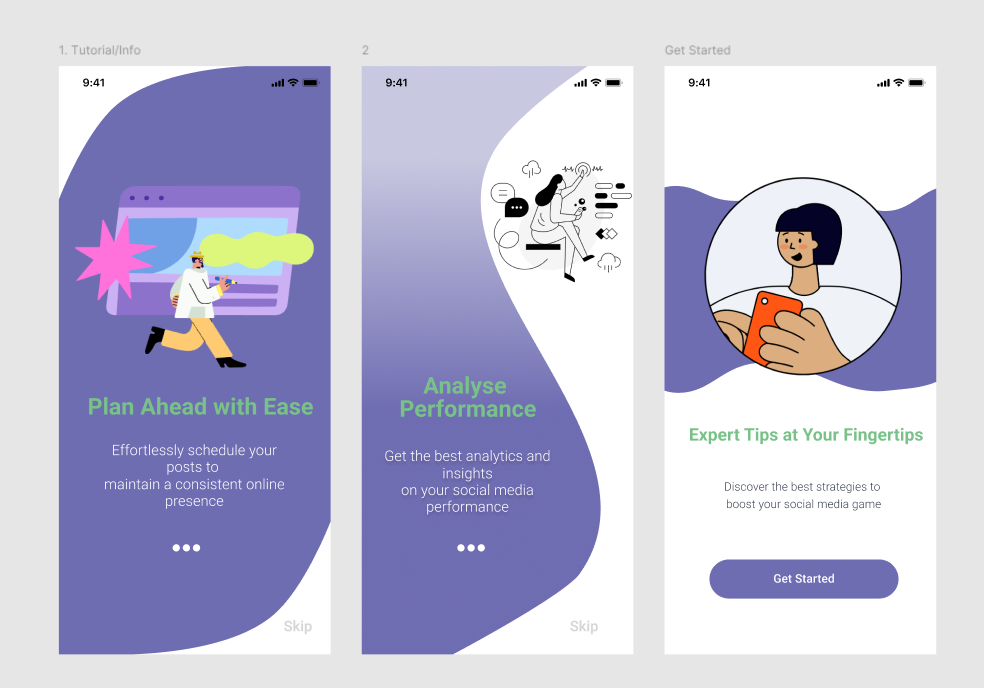 1. Tutorial/Info
9:41
Plan Ahead with Ease
Effortlessly schedule your
posts to
maintain a consistent online
presence
Skip
2
9:41
Analyse
Performance
Get the best analytics and
insights
on your social media
performance
Skip
Get Started
9:41
Expert Tips at Your Fingertips
Discover the best strategies to
boost your social media game
Get Started